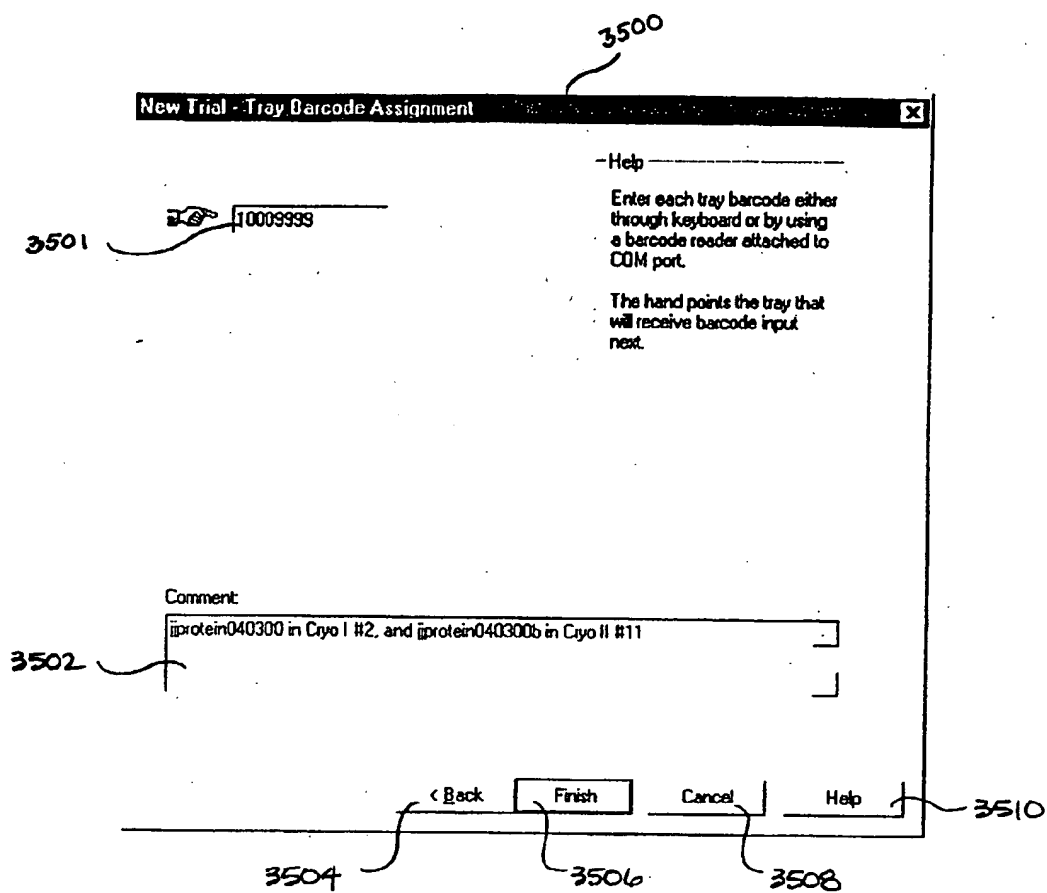 3500
New Trial - Tray Barcode Assignment
Help
Enter each tray barcode either
through keyboard or by using
a barcode reader attached to
COM port.
The hand points the tray that
will receive barcode input
next.
10009999
3501
Comment:
jjprotein040300 in Cryo I #2, and jjprotein040300b in Cryo II #11
3502
< Back
Finish
Cancel
Help
3510
3504
3506
3508